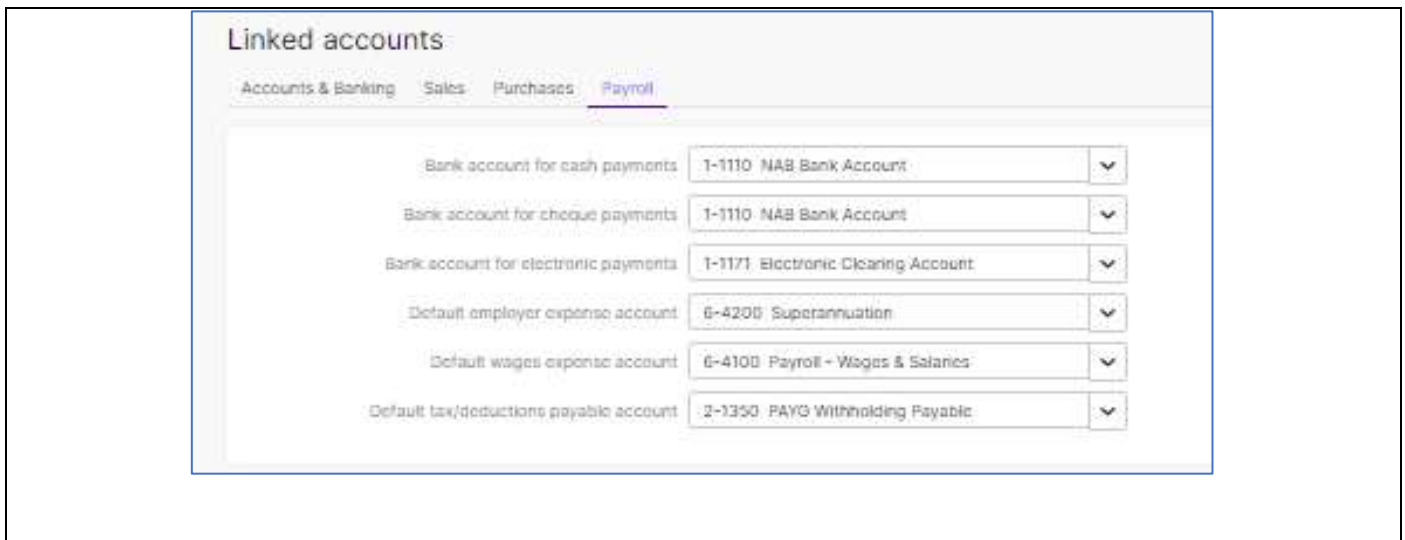 Linked accounts
Accounts & Banking Sales Purchases Payroll
Bank account for cash payments 1-1110 NAB Bank Account
Bank account for cheque payments 1-1110 NAB Bank Account
Bank account for electronic payments 1-1171 Electronic Clearing Account
Default employer expense account 6-4200 Superannuation
Default wages expense account 6-4100 Payroll - Wages & Salaries
Default tax/deductions payable account 2-1350 PAYG Withholding Payable